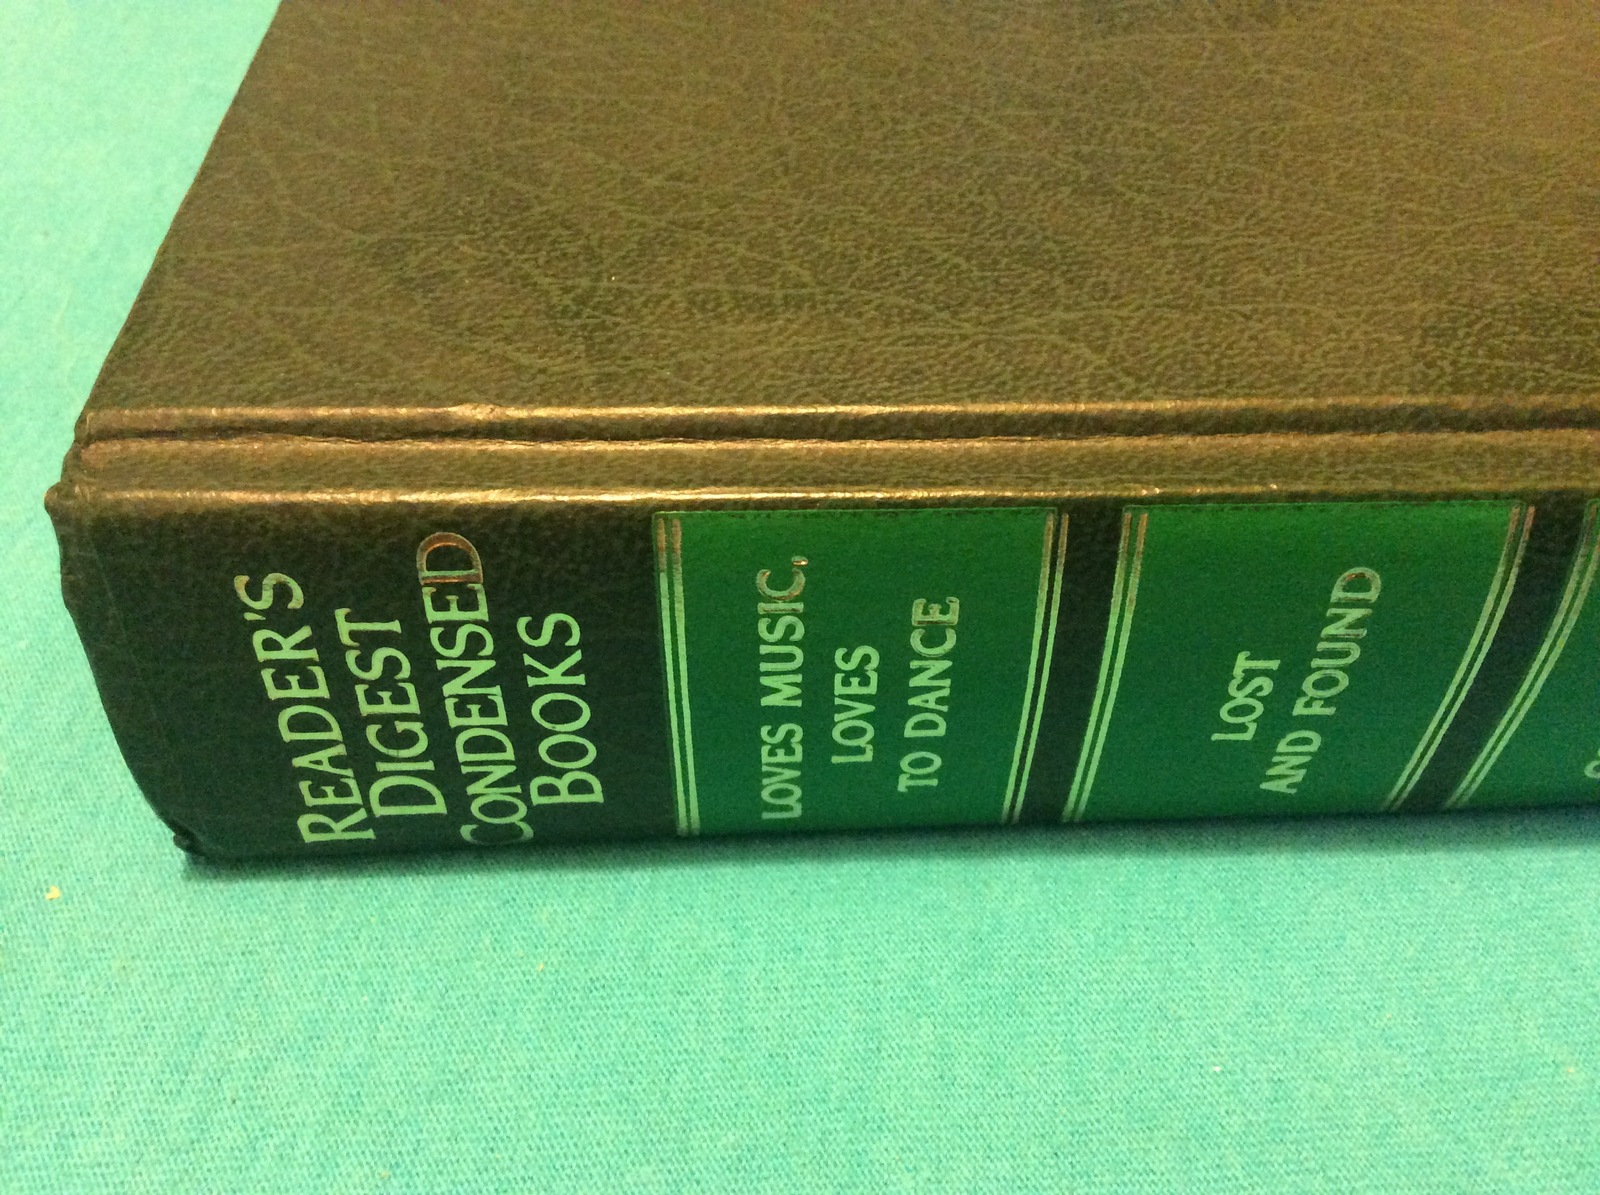 READER'S
DIGEST
CONDENSED
BOOKS
LOVES MUSIC,
LOVES
TO DANCE
LOST
AND FOUND